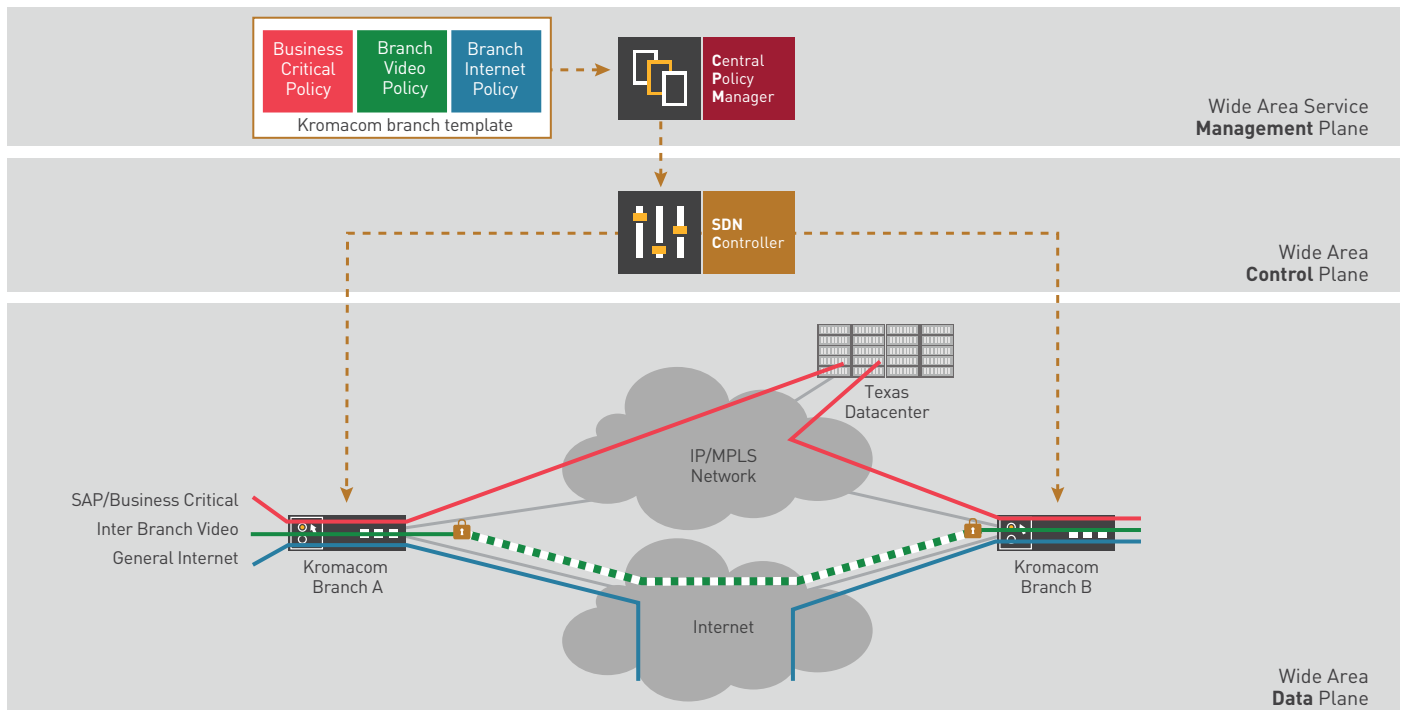 Business
Critical
Policy
Branch
Video
Policy
Branch
Internet
Policy
Kromacom branch template
Central
Policy
Manager
Wide Area Service
Management Plane
SDN
Controller
Wide Area
Control Plane
Texas
Datacenter
IP/MPLS
Network
SAP/Business Critical
Inter Branch Video
General Internet
Kromacom
Branch A
Kromacom
Branch B
Internet
Wide Area
Data Plane